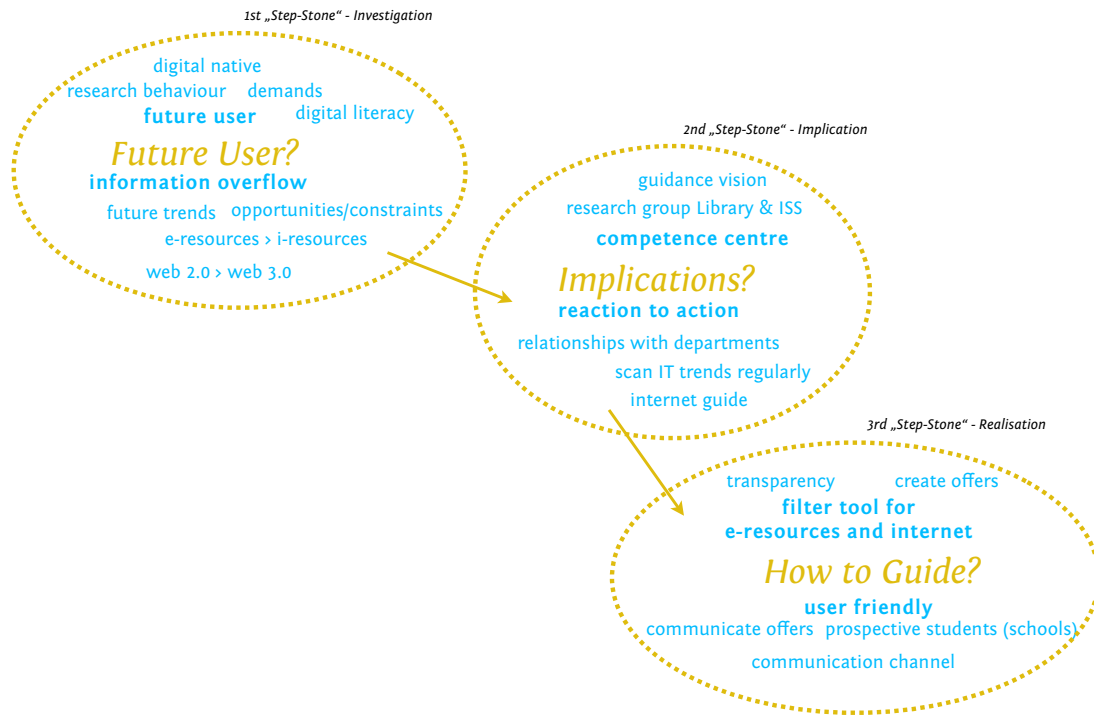 1st „Step-Stone“ - Investigation
digital native
research behaviour demands
future user digital literacy
Future User?
information overflow
future trends opportunities/constraints
e-resources › i-resources
web 2.0 › web 3.0
2nd „Step-Stone“ - Implication
guidance vision
research group Library & ISS
competence centre
Implications?
reaction to action
relationships with departments
scan IT trends regularly
internet guide
3rd „Step-Stone“ - Realisation
transparency create offers
filter tool for
e-resources and internet
How to Guide?
user friendly
communicate offers prospective students (schools)
communication channel